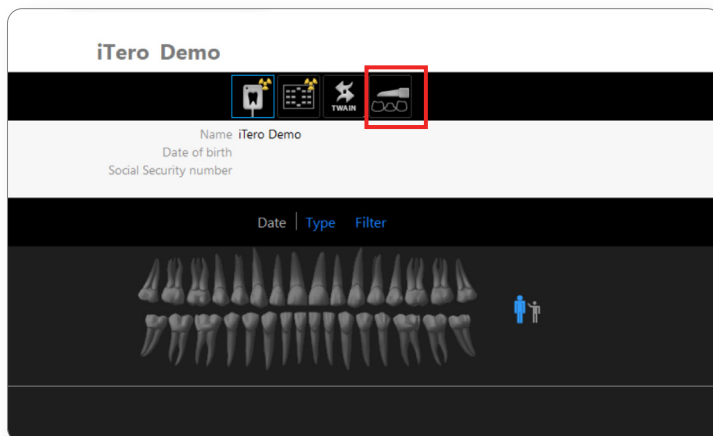 iTero Demo
TWAIN
Name iTero Demo
Date of birth
Social Security number
Date Type Filter